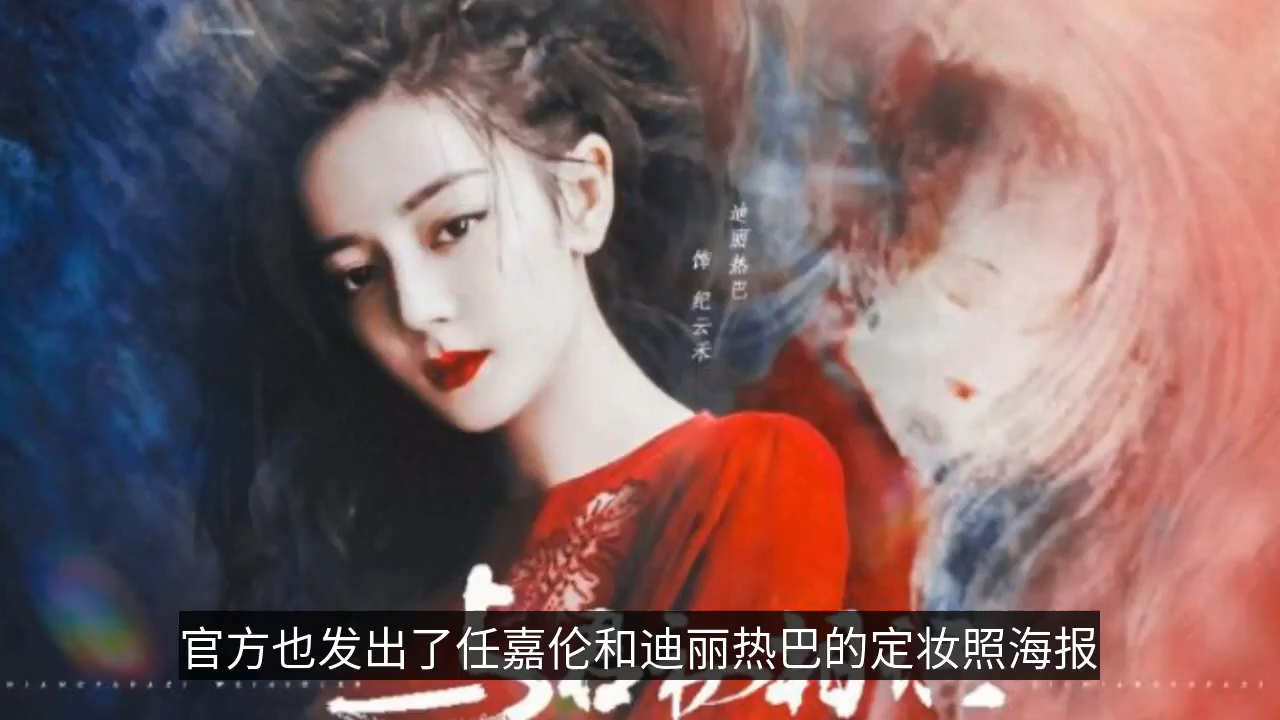 迪丽热巴
饰 纪云禾
与
官方也发出了任嘉伦和迪丽热巴的定妆照海报